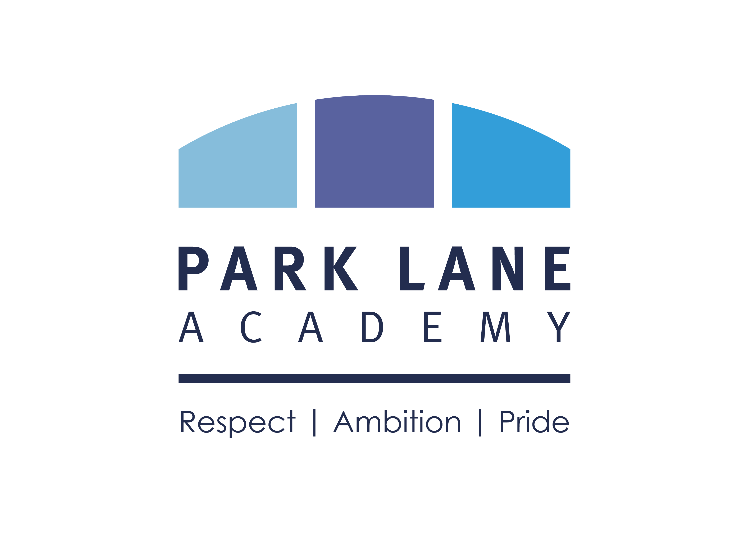 PARK LANE
ACADEMY
Respect | Ambition | Pride